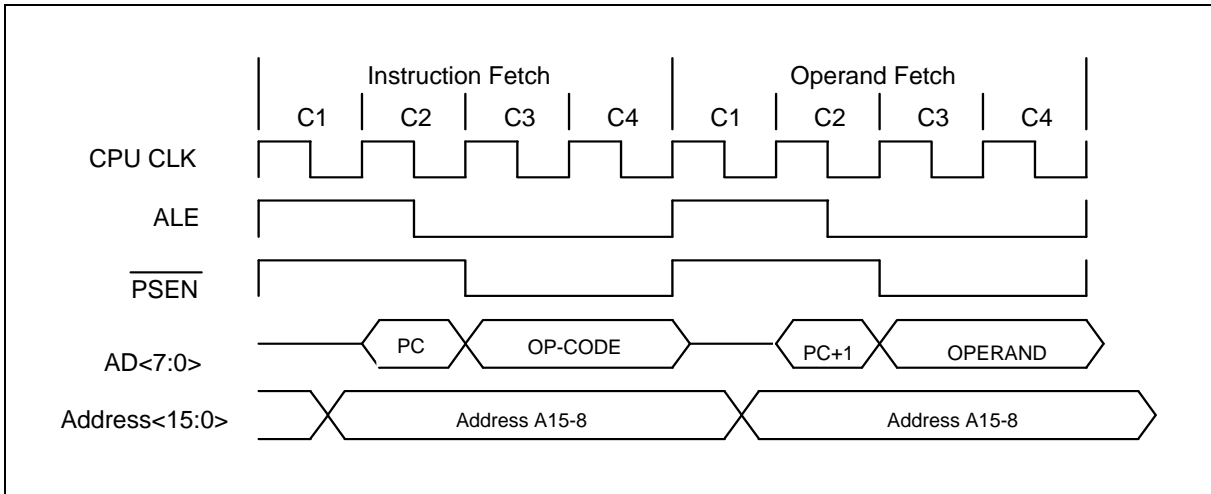 Instruction Fetch Operand Fetch
C1 C2 C3 C4 C1 C2 C3 C4
CPU CLK
ALE
PSEN
AD<7:0> PC OP-CODE PC+1 OPERAND
Address<15:0> Address A15-8 Address A15-8